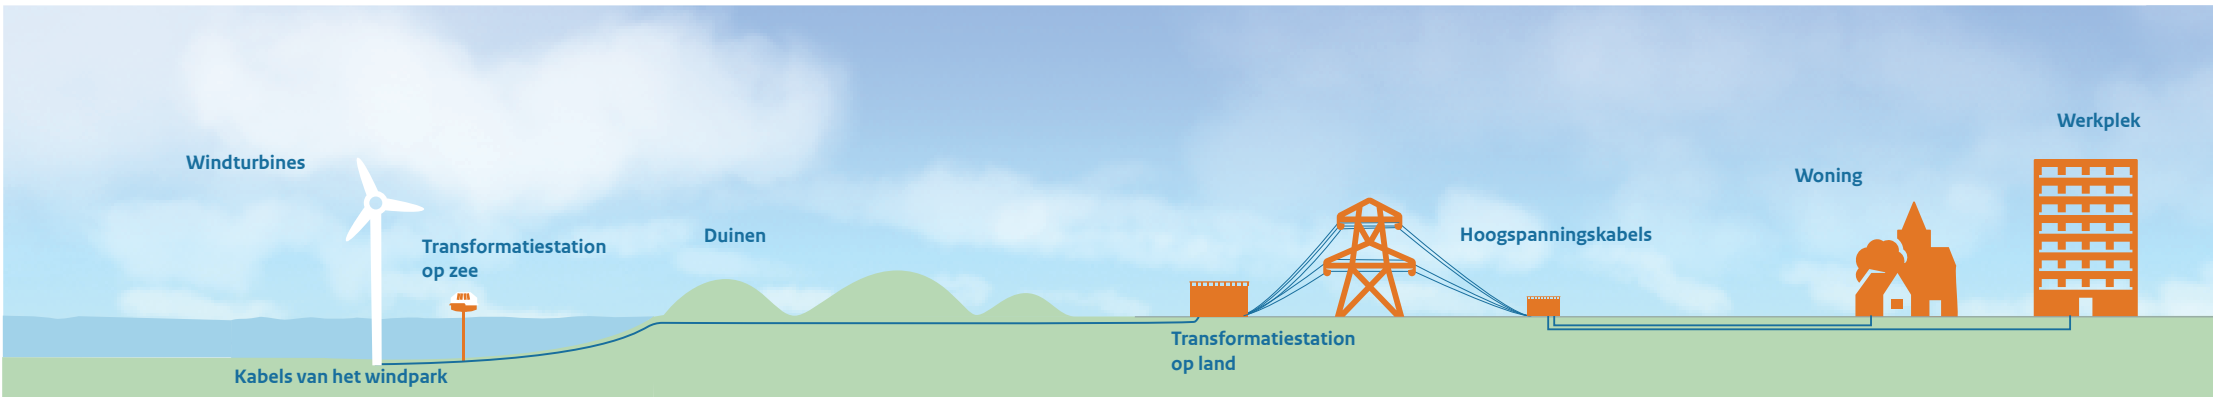 Windturbines
Transformatiestation
op zee
Kabels van het windpark
Duinen
Transformatiestation
op land
Hoogspanningskabels
Woning
Werkplek